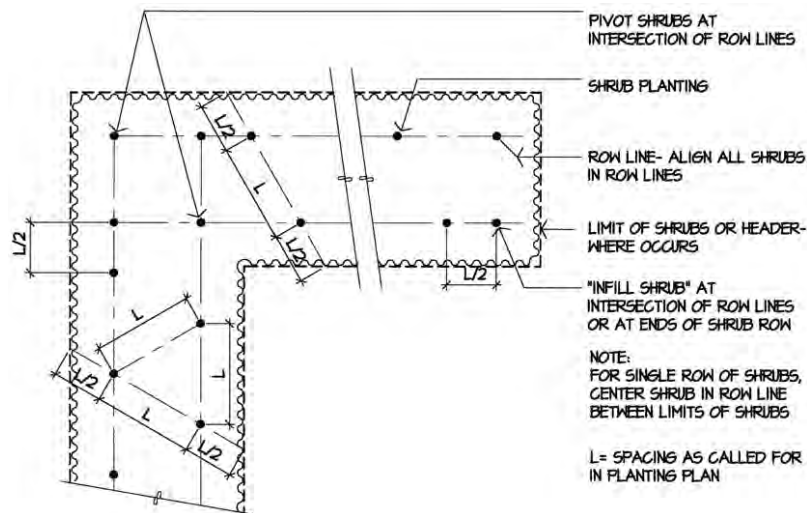 PIVOT SHRUBS AT
INTERSECTION OF ROW LINES
SHRUB PLANTING
ROW LINE- ALIGN ALL SHRUBS
IN ROW LINES
LIMIT OF SHRUBS OR HEADER-
WHERE OCCURS
"INFILL SHRUB" AT
INTERSECTION OF ROW LINES
OR AT ENDS OF SHRUB ROW
NOTE:
FOR SINGLE ROW OF SHRUBS,
CENTER SHRUB IN ROW LINE
BETWEEN LIMITS OF SHRUBS
L= SPACING AS CALLED FOR
IN PLANTING PLAN
L/2
L
L/2
L/2
L/2
L
L
L/2
L
L/2